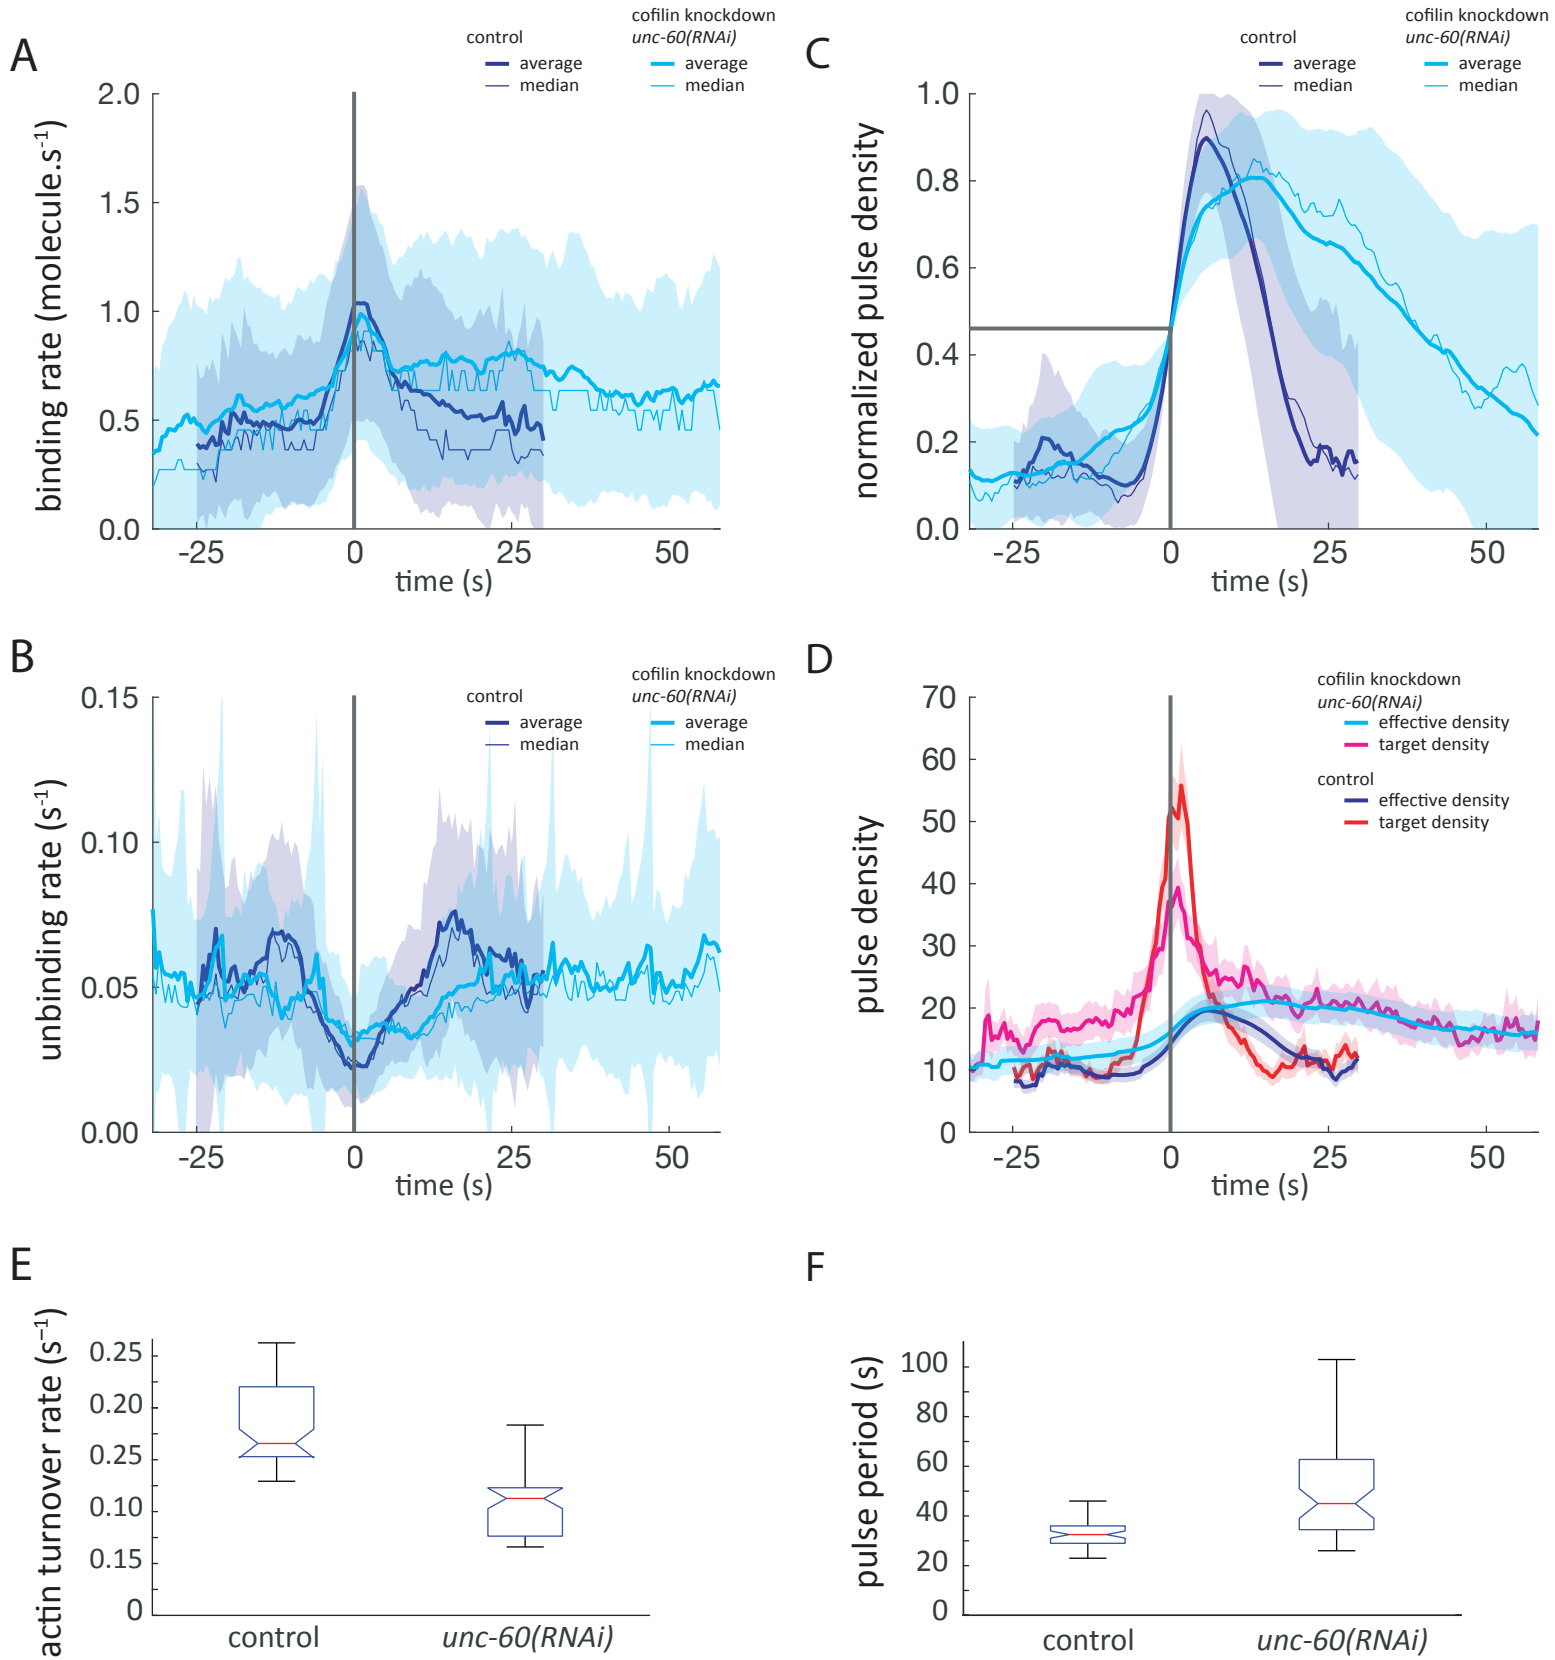 A
control
cofilin knockdown
unc-60(RNAi)
average
median
average
median
binding rate (molecule.s-1)
2.0
1.5
1.0
0.5
0.0
-25
0
25
50
time (s)
C
control
cofilin knockdown
unc-60(RNAi)
average
median
average
median
normalized pulse density
1.0
0.8
0.6
0.4
0.2
0.0
-25
0
25
50
time (s)
B
control
cofilin knockdown
unc-60(RNAi)
average
median
average
median
unbinding rate (s-1)
0.15
0.10
0.05
0.00
-25
0
25
50
time (s)
D
cofilin knockdown
unc-60(RNAi)
effective density
target density
control
effective density
target density
pulse density
70
60
50
40
30
20
10
0
-25
0
25
50
time (s)
E
actin turnover rate (s−1)
0.25
0.20
0.25
0.10
0.15
0
control
unc-60(RNAi)
F
pulse period (s)
100
80
60
40
20
0
control
unc-60(RNAi)